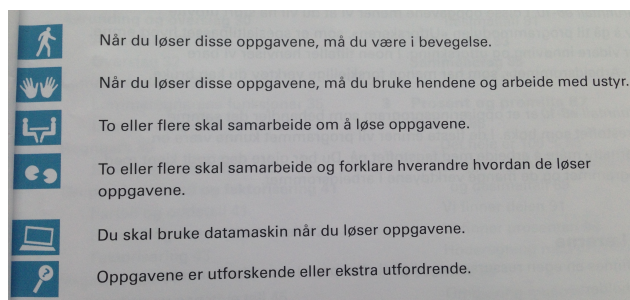 Når du løser disse oppgavene, må du være i bevegelse.
Når du løser disse oppgavene, må du bruke hendene og arbeide med ustyr.
To eller flere skal samarbeide om å løse oppgavene.
To eller flere skal samarbeide og forklare hverandre hvordan de løser
oppgavene.
Du skal bruke datamaskin når du løser oppgavene.
Oppgavene er utforskende eller ekstra utfordrende.